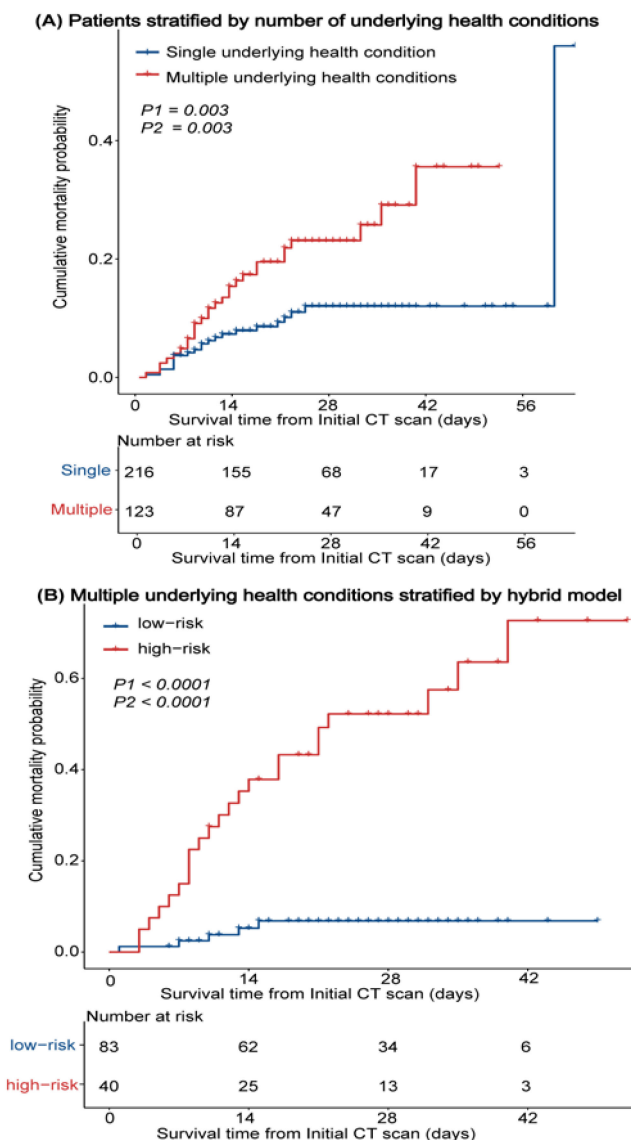 (A) Patients stratified by number of underlying health conditions
Single underlying health condition
Multiple underlying health conditions
P1 = 0.003
P2 = 0.003
Cumulative mortality probability
0.4
0.2
0.0
0 14 28 42 56
Survival time from Initial CT scan (days)
Number at risk
Single 216 155 68 17 3
Multiple 123 87 47 9 0
0 14 28 42 56
Survival time from Initial CT scan (days)
(B) Multiple underlying health conditions stratified by hybrid model
low−risk
high−risk
P1 < 0.0001
P2 < 0.0001
Cumulative mortality probability
0.6
0.4
0.2
0.0
0 14 28 42
Survival time from Initial CT scan (days)
Number at risk
low−risk 83 62 34 6
high−risk 40 25 13 3
0 14 28 42
Survival time from Initial CT scan (days)